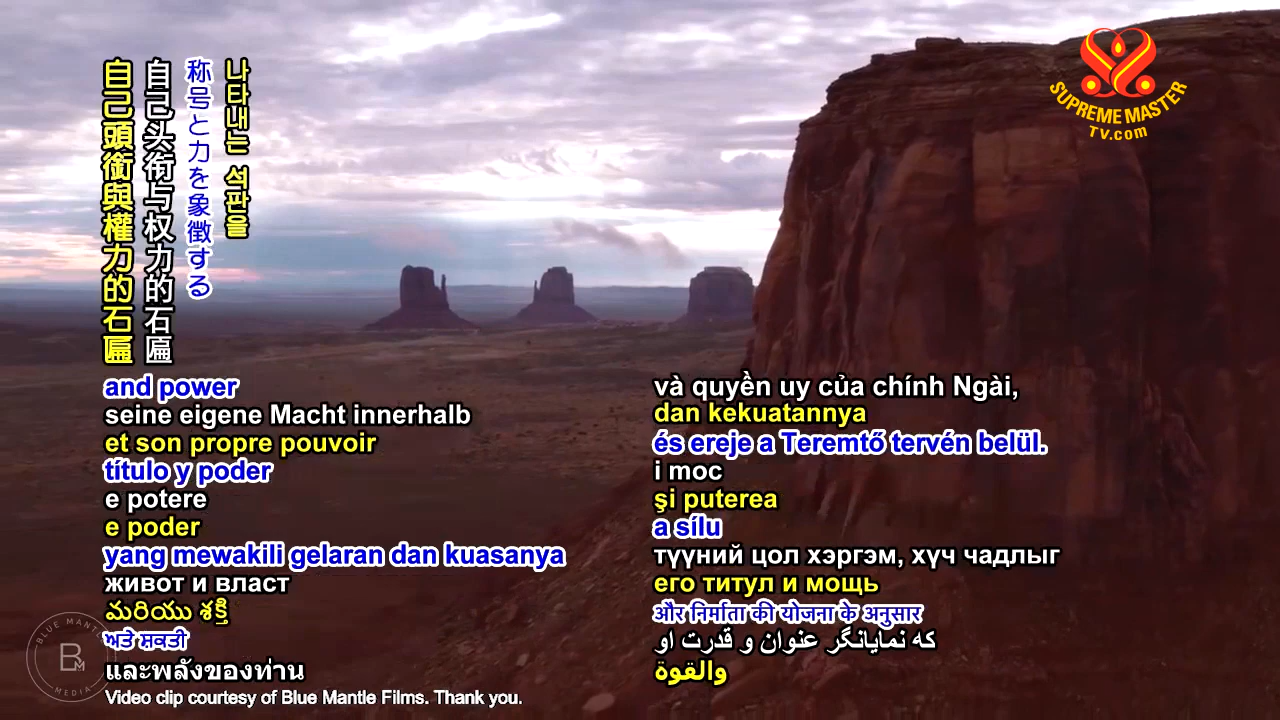 나타내는 석판을
称号と力を象徴する
自己头衔与权力的石匾
自己頭銜與權力的石匾
SUPREME MASTER
TV.com
and power
seine eigene Macht innerhalb
et son propre pouvoir
título y poder
e potere
e poder
yang mewakili gelaran dan kuasanya
живот и власт
మరియు శక్తి
ਅਤੇ ਸ਼ਕਤੀ
และพลังของท่าน
và quyền uy của chính Ngài,
dan kekuatannya
és ereje a Teremtő tervén belül.
i moc
şi puterea
a sílu
түүний цол хэргэм, хүч чадлыг
его титул и мощь
और निर्माता की योजना के अनुसार
که نمایانگر عنوان و قدرت او
والقوة
BLUE MANTLE
BM
MEDIA
Video clip courtesy of Blue Mantle Films. Thank you.